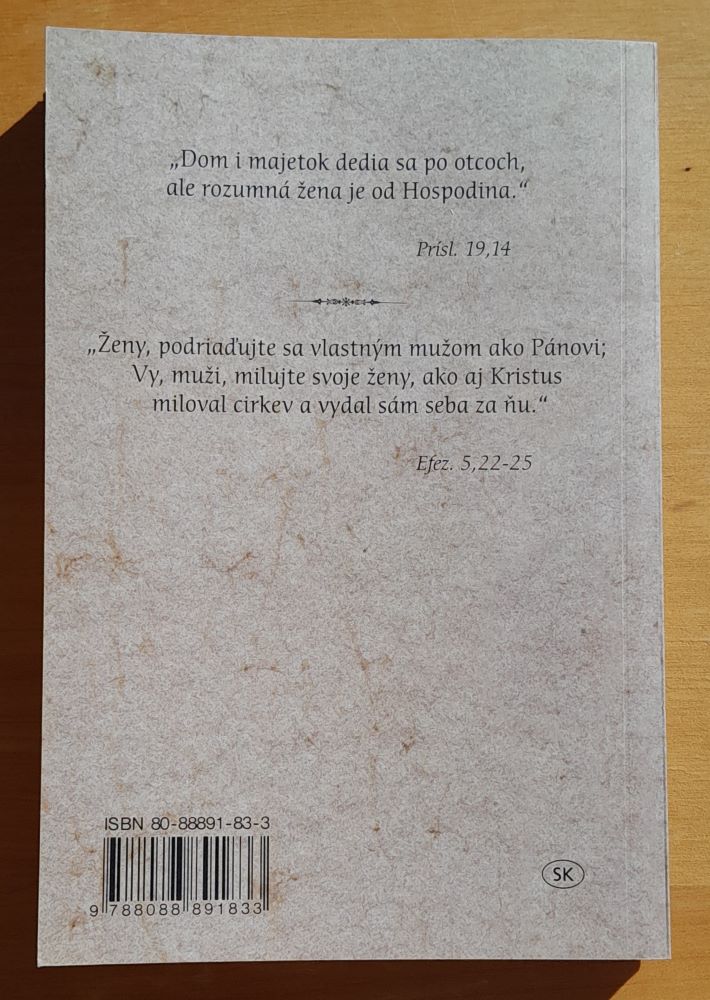 „Dom i majetok dedia sa po otcoch,
ale rozumná žena je od Hospodina.“
Prísl. 19,14
„Ženy, podriaďujte sa vlastným mužom ako Pánovi;
Vy, muži, milujte svoje ženy, ako aj Kristus
miloval cirkev a vydal sám seba za ňu.“
Efez. 5,22-25
ISBN 80-88891-83-3
9 788088 891833
SK